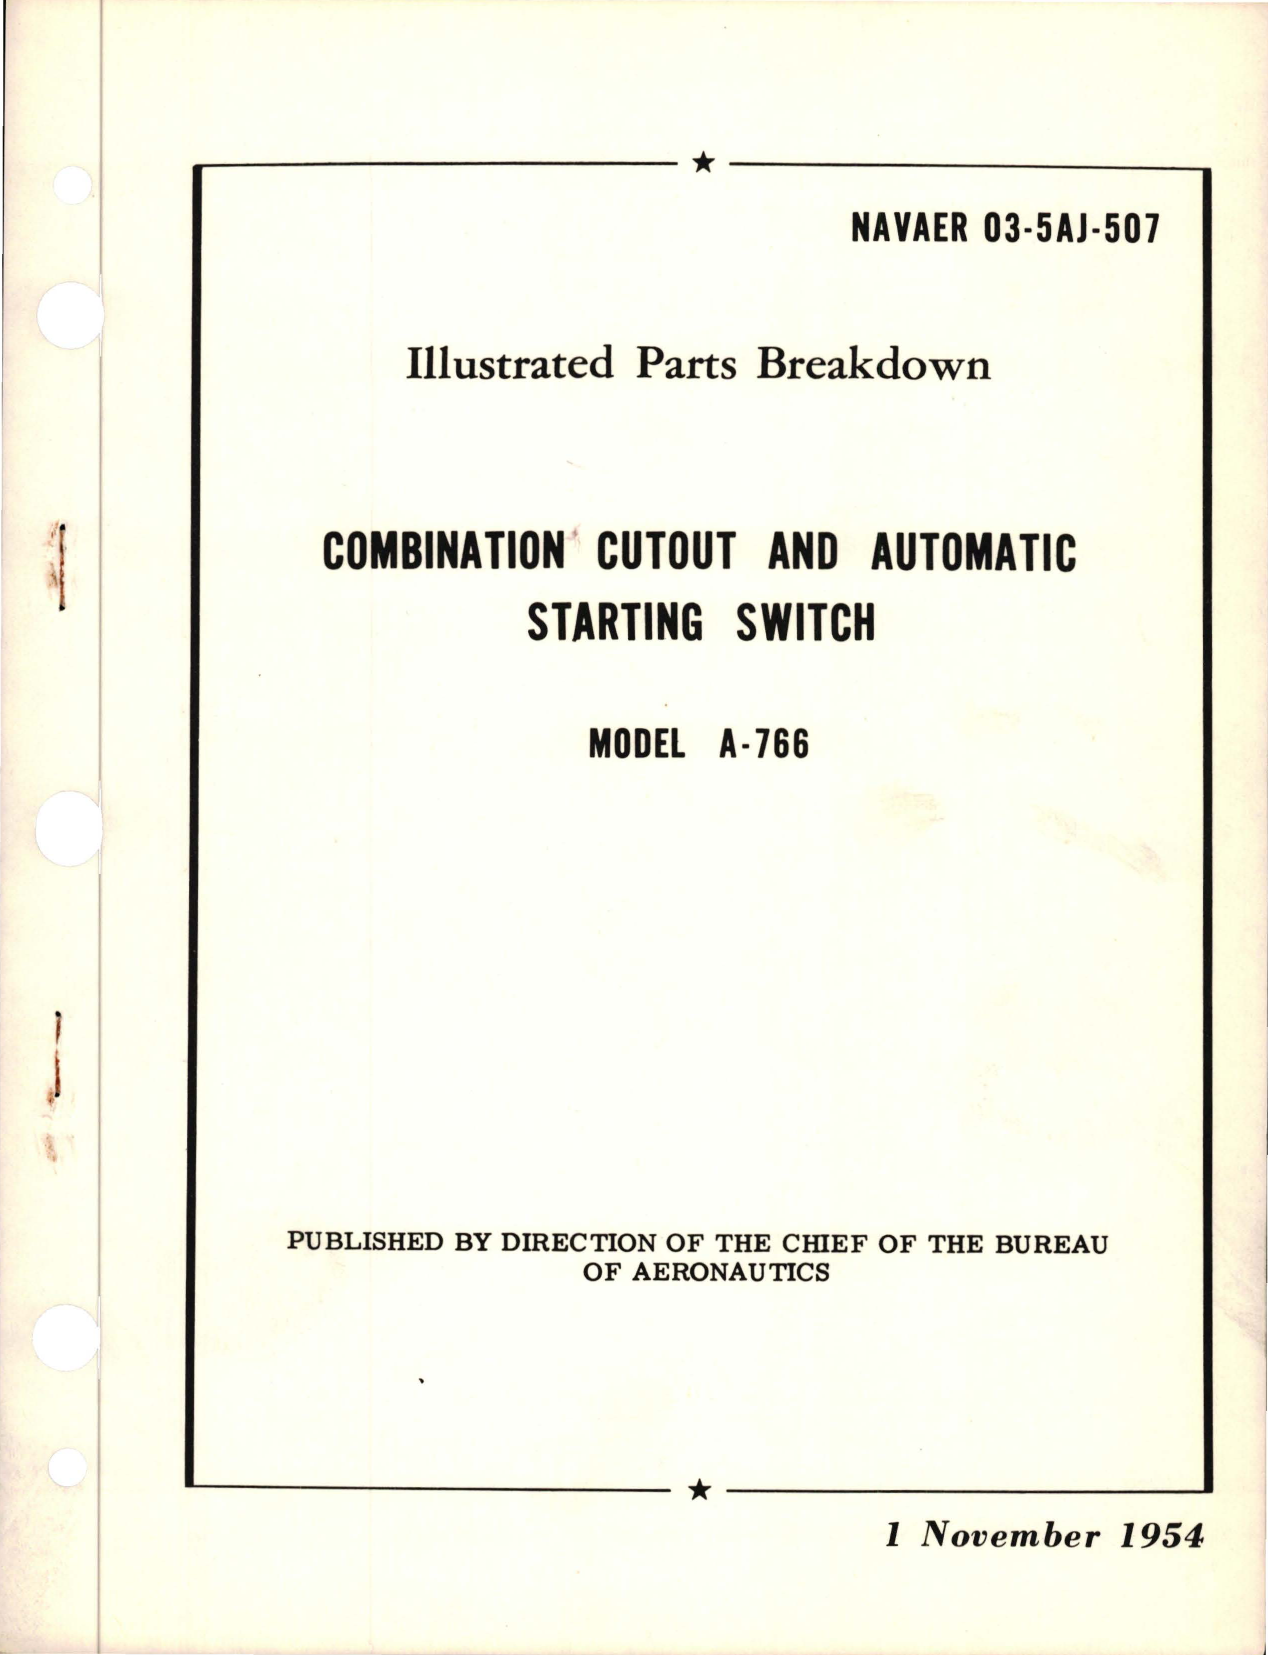 NAVAER 03-5AJ-507
Illustrated Parts Breakdown
COMBINATION CUTOUT AND AUTOMATIC
STARTING SWITCH
MODEL A-766
PUBLISHED BY DIRECTION OF THE CHIEF OF THE BUREAU
OF AERONAUTICS
1 November 1954